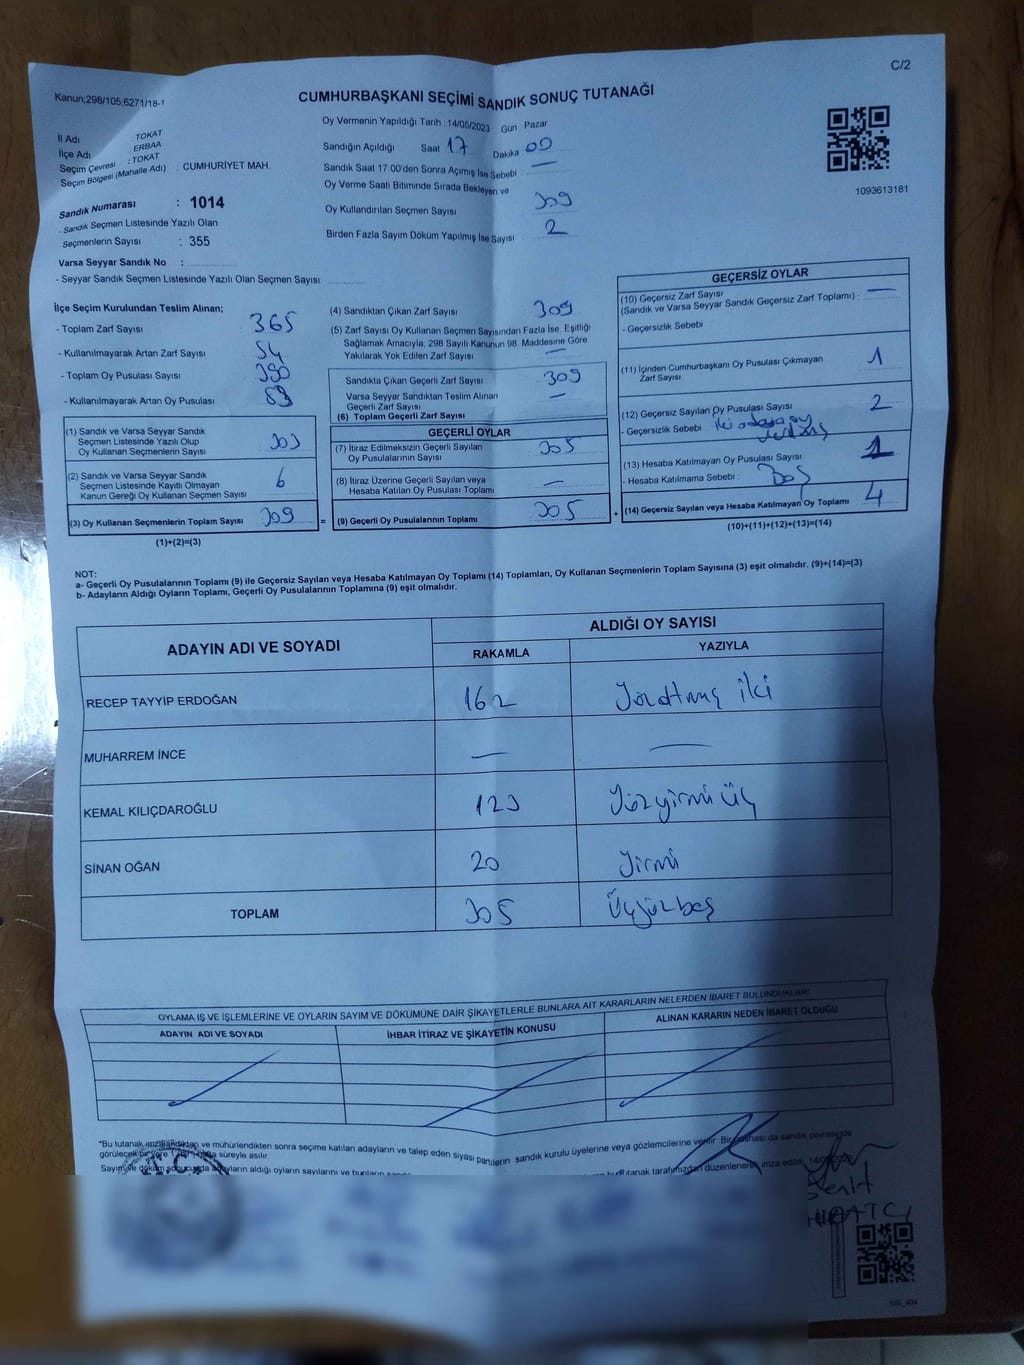 C/2
Kanun;298/105;6271/18-1
CUMHURBAŞKANI SEÇİMİ SANDIK SONUÇ TUTANAĞI
İl Adı : TOKAT
İlçe Adı : ERBAA
Seçim Çevresi : TOKAT
Seçim Bölgesi (Mahalle Adı) : CUMHURİYET MAH.
Sandık Numarası : 1014
- Sandık Seçmen Listesinde Yazılı Olan
Seçmenlerin Sayısı : 355
Varsa Seyyar Sandık No :
- Seyyar Sandık Seçmen Listesinde Yazılı Olan Seçmen Sayısı
Oy Vermenin Yapıldığı Tarih : 14/05/2023 Gün Pazar
Sandığın Açıldığı Saat 17 Dakika 00
Sandık Saat 17:00'den Sonra Açımış İse Sebebi : —
Oy Verme Saati Bitiminde Sırada Bekleyen ve
Oy Kullandırılan Seçmen Sayısı 309
Birden Fazla Sayım Döküm Yapılmış İse Sayısı : 2
1093613181
İlçe Seçim Kurulundan Teslim Alınan;
- Toplam Zarf Sayısı 365
- Kullanılmayarak Artan Zarf Sayısı 54
- Toplam Oy Pusulası Sayısı 390
- Kullanılmayarak Artan Oy Pusulası
(1) Sandık ve Varsa Seyyar Sandık
Seçmen Listesinde Yazılı Olup
Oy Kullanan Seçmenlerin Sayısı 303
(2) Sandık ve Varsa Seyyar Sandık
Seçmen Listesinde Kayıtlı Olmayan
Kanun Gereği Oy Kullanan Seçmen Sayısı 6
(3) Oy Kullanan Seçmenlerin Toplam Sayısı 309 =
(1)+(2)=(3)
(4) Sandıktan Çıkan Zarf Sayısı 309
(5) Zarf Sayısı Oy Kullanan Seçmen Sayısından Fazla İse, Eşitliği
Sağlamak Amacıyla, 298 Sayılı Kanunun 98. Maddesine Göre
Yakılarak Yok Edilen Zarf Sayısı —
Sandıkta Çıkan Geçerli Zarf Sayısı 309
Varsa Seyyar Sandıktan Teslim Alınan
Geçerli Zarf Sayısı —
(6) Toplam Geçerli Zarf Sayısı
GEÇERLİ OYLAR
(7) İtiraz Edilmeksizin Geçerli Sayılan
Oy Pusulalarının Sayısı 305
(8) İtiraz Üzerine Geçerli Sayılan veya
Hesaba Katılan Oy Pusulası Toplamı —
(9) Geçerli Oy Pusulalarının Toplamı 305 +
GEÇERSİZ OYLAR
(10) Geçersiz Zarf Sayısı
(Sandık ve Varsa Seyyar Sandık Geçersiz Zarf Toplamı) : —
- Geçersizlik Sebebi
(11) İçinden Cumhurbaşkanı Oy Pusulası Çıkmayan
Zarf Sayısı 1
(12) Geçersiz Sayılan Oy Pusulası Sayısı 2
- Geçersizlik Sebebi iki adaya oy
(13) Hesaba Katılmayan Oy Pusulası Sayısı 1
- Hesaba Katılmama Sebebi : Boş
(14) Geçersiz Sayılan veya Hesaba Katılmayan Oy Toplamı 4
(10)+(11)+(12)+(13)=(14)
NOT:
a- Geçerli Oy Pusulalarının Toplamı (9) ile Geçersiz Sayılan veya Hesaba Katılmayan Oy Toplamı (14) Toplamları, Oy Kullanan Seçmenlerin Toplam Sayısına (3) eşit olmalıdır. (9)+(14)=(3)
b- Adayların Aldığı Oyların Toplamı, Geçerli Oy Pusulalarının Toplamına (9) eşit olmalıdır.
ADAYIN ADI VE SOYADI ALDIĞI OY SAYISI
RAKAMLA YAZIYLA
RECEP TAYYİP ERDOĞAN 162 Yüzaltmış iki
MUHARREM İNCE — —
KEMAL KILIÇDAROĞLU 123 Yüzyirmi üç
SİNAN OĞAN 20 Yirmi
TOPLAM 305 Üçyüzbeş
OYLAMA İŞ VE İŞLEMLERİNE VE OYLARIN SAYIM VE DÖKÜMÜNE DAİR ŞİKAYETLERLE BUNLARA AİT KARARLARIN NELERDEN İBARET BULUNDUKLARI
ADAYIN ADI VE SOYADI İHBAR İTİRAZ VE ŞİKAYETİN KONUSU ALINAN KARARIN NEDEN İBARET OLDUĞU
*Bu tutanak imzalandıktan ve mühürlendikten sonra seçime katılan adayların ve talep eden siyasi partilerin sandık kurulu üyelerine veya gözlemcilerine verilir. Bir nüshası da sandık çevresinde
görülecek bir yere 1 hafta süreyle asılır.
Sayım ve döküm sonucunda adayların aldığı oyların sayılarını ve bunların
tutanak tarafımızdan düzenlenerek imza edildi.